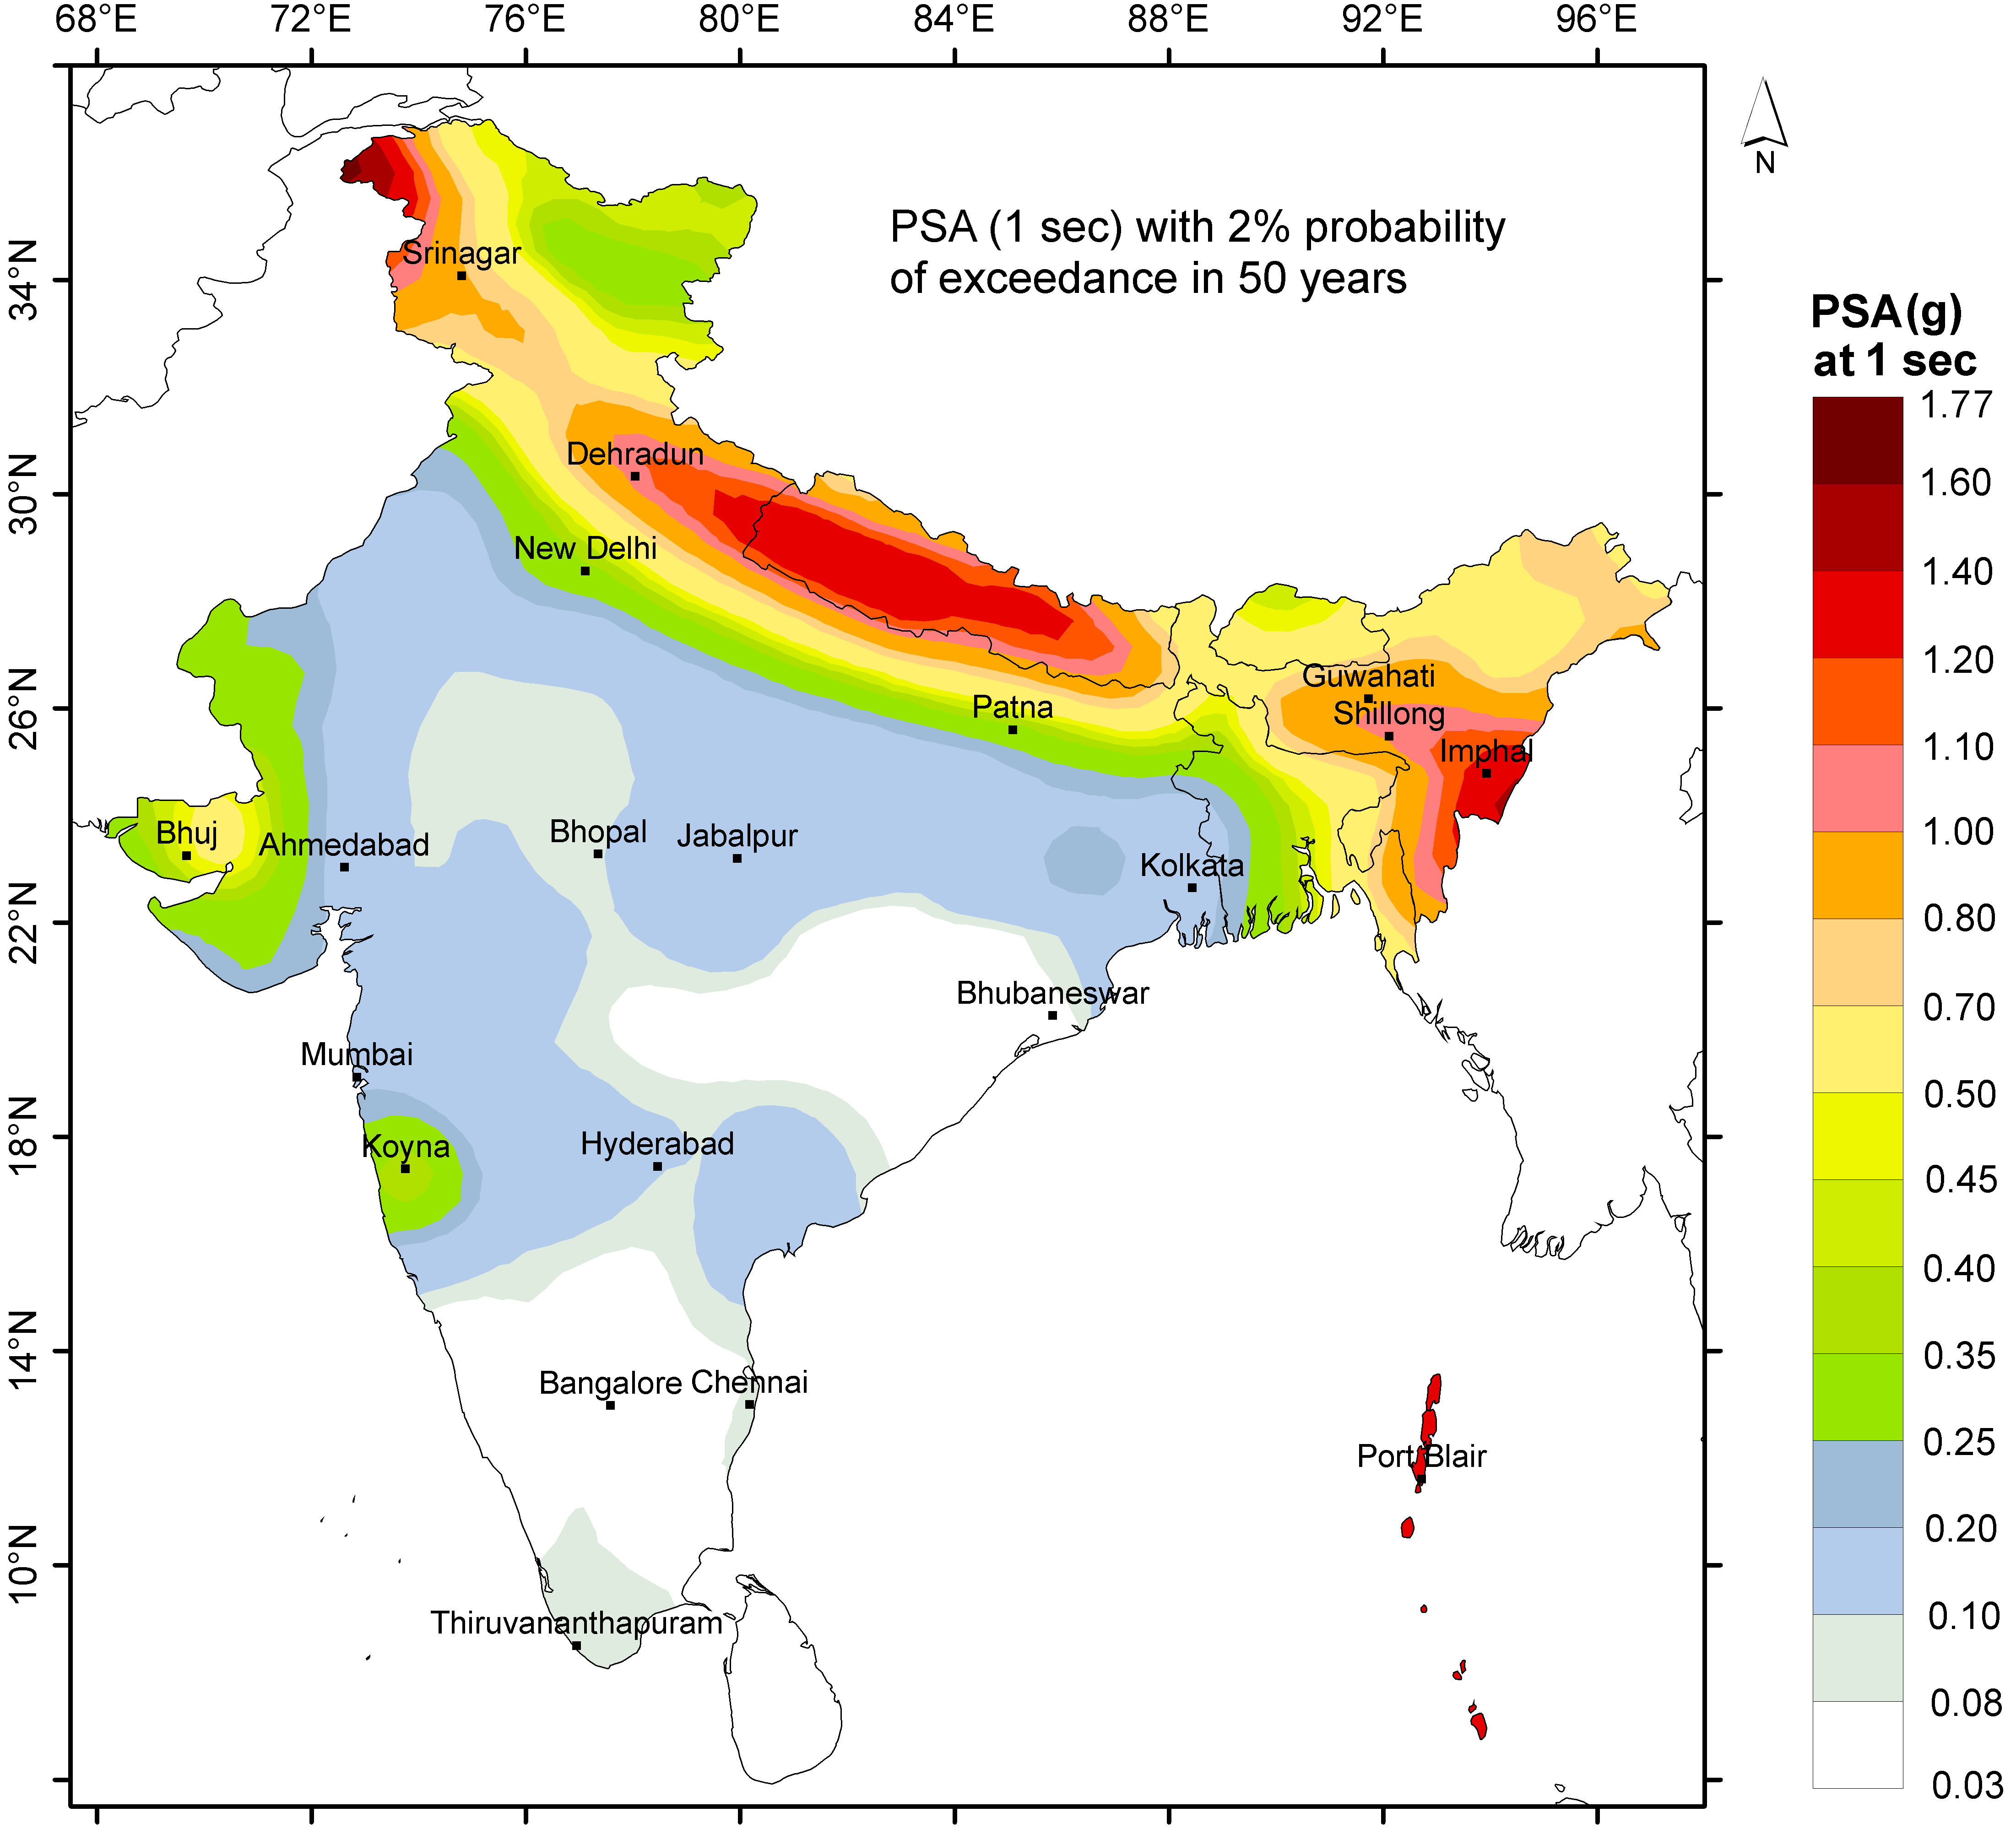 68°E 72°E 76°E 80°E 84°E 88°E 92°E 96°E
N
PSA (1 sec) with 2% probability
of exceedance in 50 years
34°N
30°N
26°N
22°N
18°N
14°N
10°N
Srinagar
Dehradun
New Delhi
Patna
Guwahati
Shillong
Imphal
Bhuj
Ahmedabad
Bhopal
Jabalpur
Kolkata
Bhubaneswar
Mumbai
Koyna
Hyderabad
Bangalore
Chennai
Port Blair
Thiruvananthapuram
PSA(g)
at 1 sec
1.77
1.60
1.40
1.20
1.10
1.00
0.80
0.70
0.50
0.45
0.40
0.35
0.25
0.20
0.10
0.08
0.03